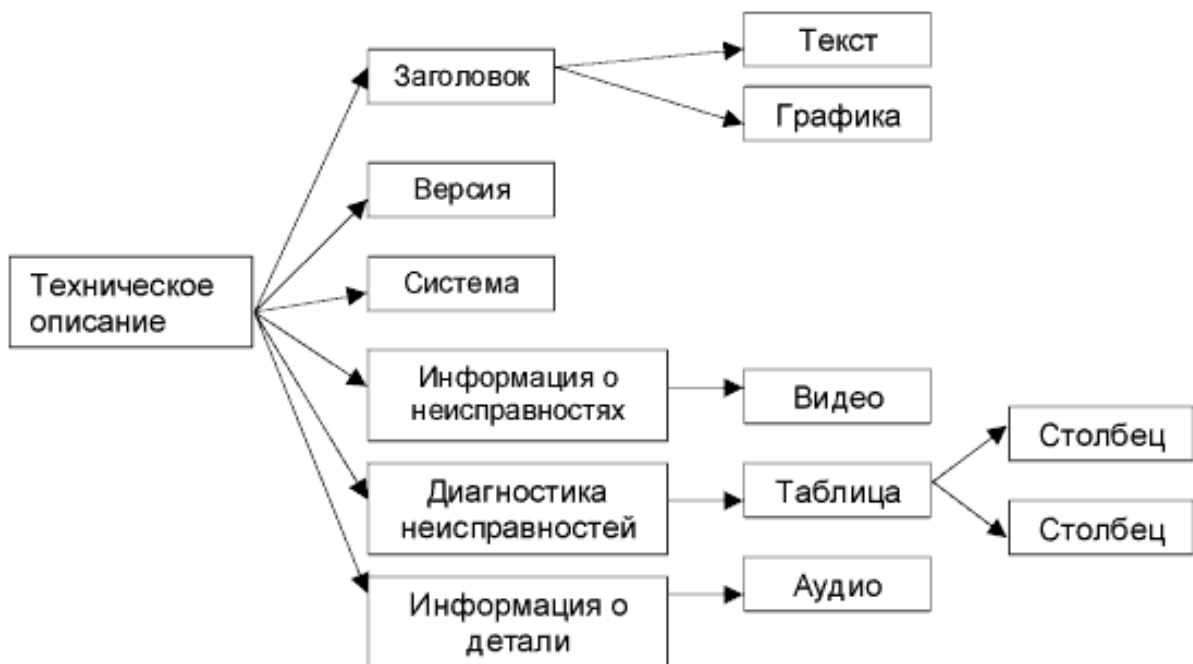 Техническое
описание
Заголовок
Версия
Система
Информация о
неисправностях
Диагностика
неисправностей
Информация о
детали
Текст
Графика
Видео
Таблица
Аудио
Столбец
Столбец